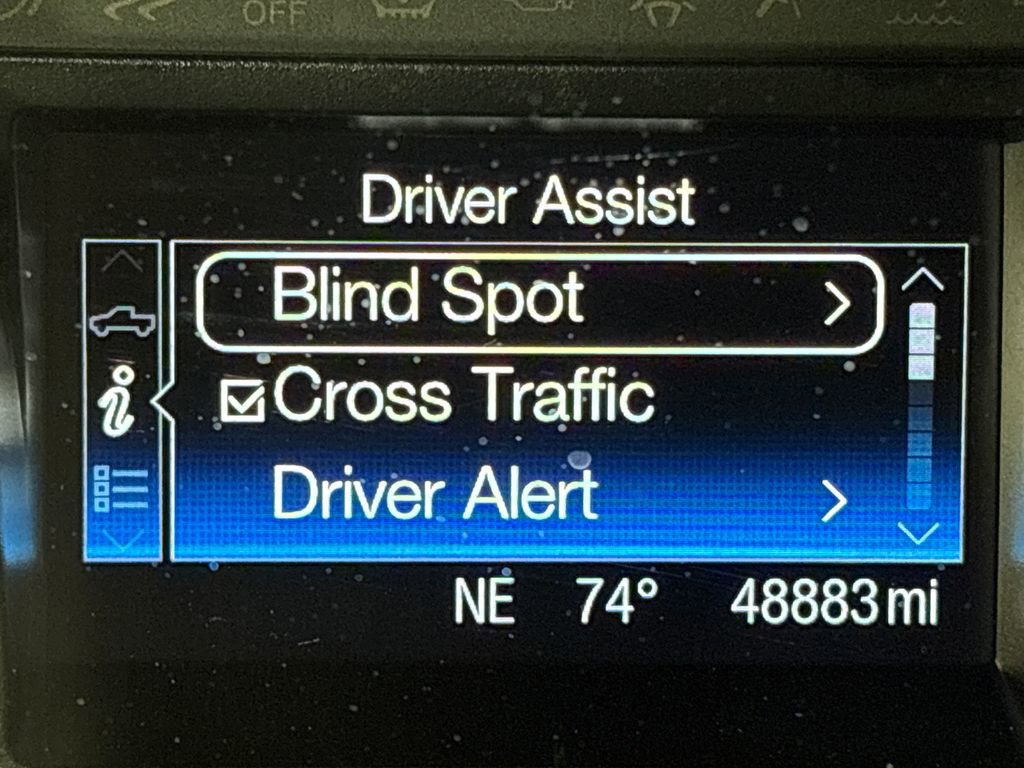 OFF
Driver Assist
Blind Spot
Cross Traffic
Driver Alert
NE 74° 48883 mi